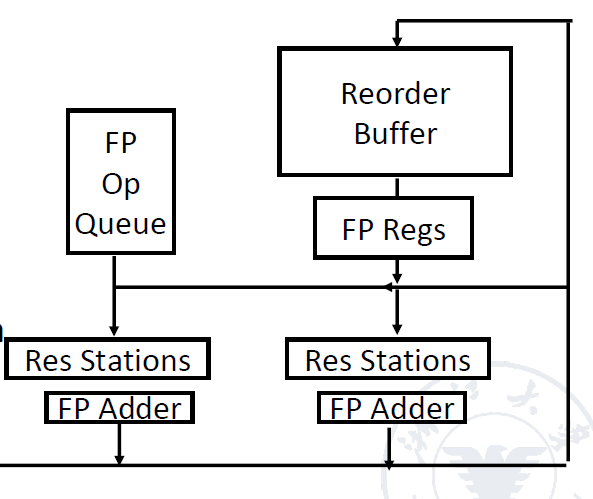 Reorder
Buffer
FP
Op
Queue
FP Regs
Res Stations
Res Stations
FP Adder
FP Adder